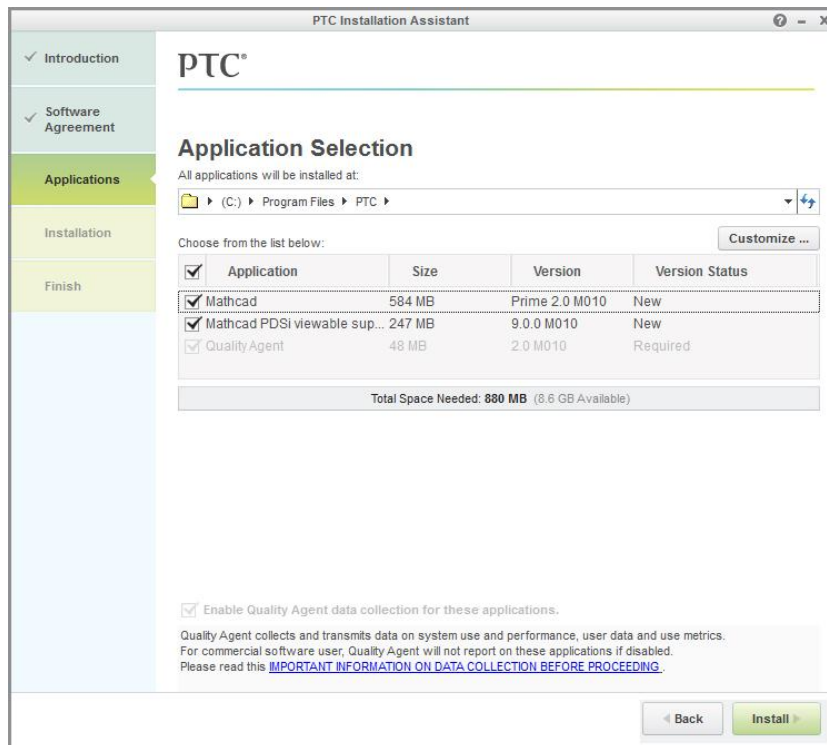 PTC Installation Assistant
Introduction
Software
Agreement
Applications
Installation
Finish
PTC®
Application Selection
All applications will be installed at:
(C:) Program Files PTC
Choose from the list below:
Customize ...
Application Size Version Version Status
Mathcad 584 MB Prime 2.0 M010 New
Mathcad PDSi viewable sup... 247 MB 9.0.0 M010 New
Quality Agent 48 MB 2.0 M010 Required
Total Space Needed: 880 MB (8.6 GB Available)
Enable Quality Agent data collection for these applications.
Quality Agent collects and transmits data on system use and performance, user data and use metrics.
For commercial software user, Quality Agent will not report on these applications if disabled.
Please read this IMPORTANT INFORMATION ON DATA COLLECTION BEFORE PROCEEDING .
Back Install